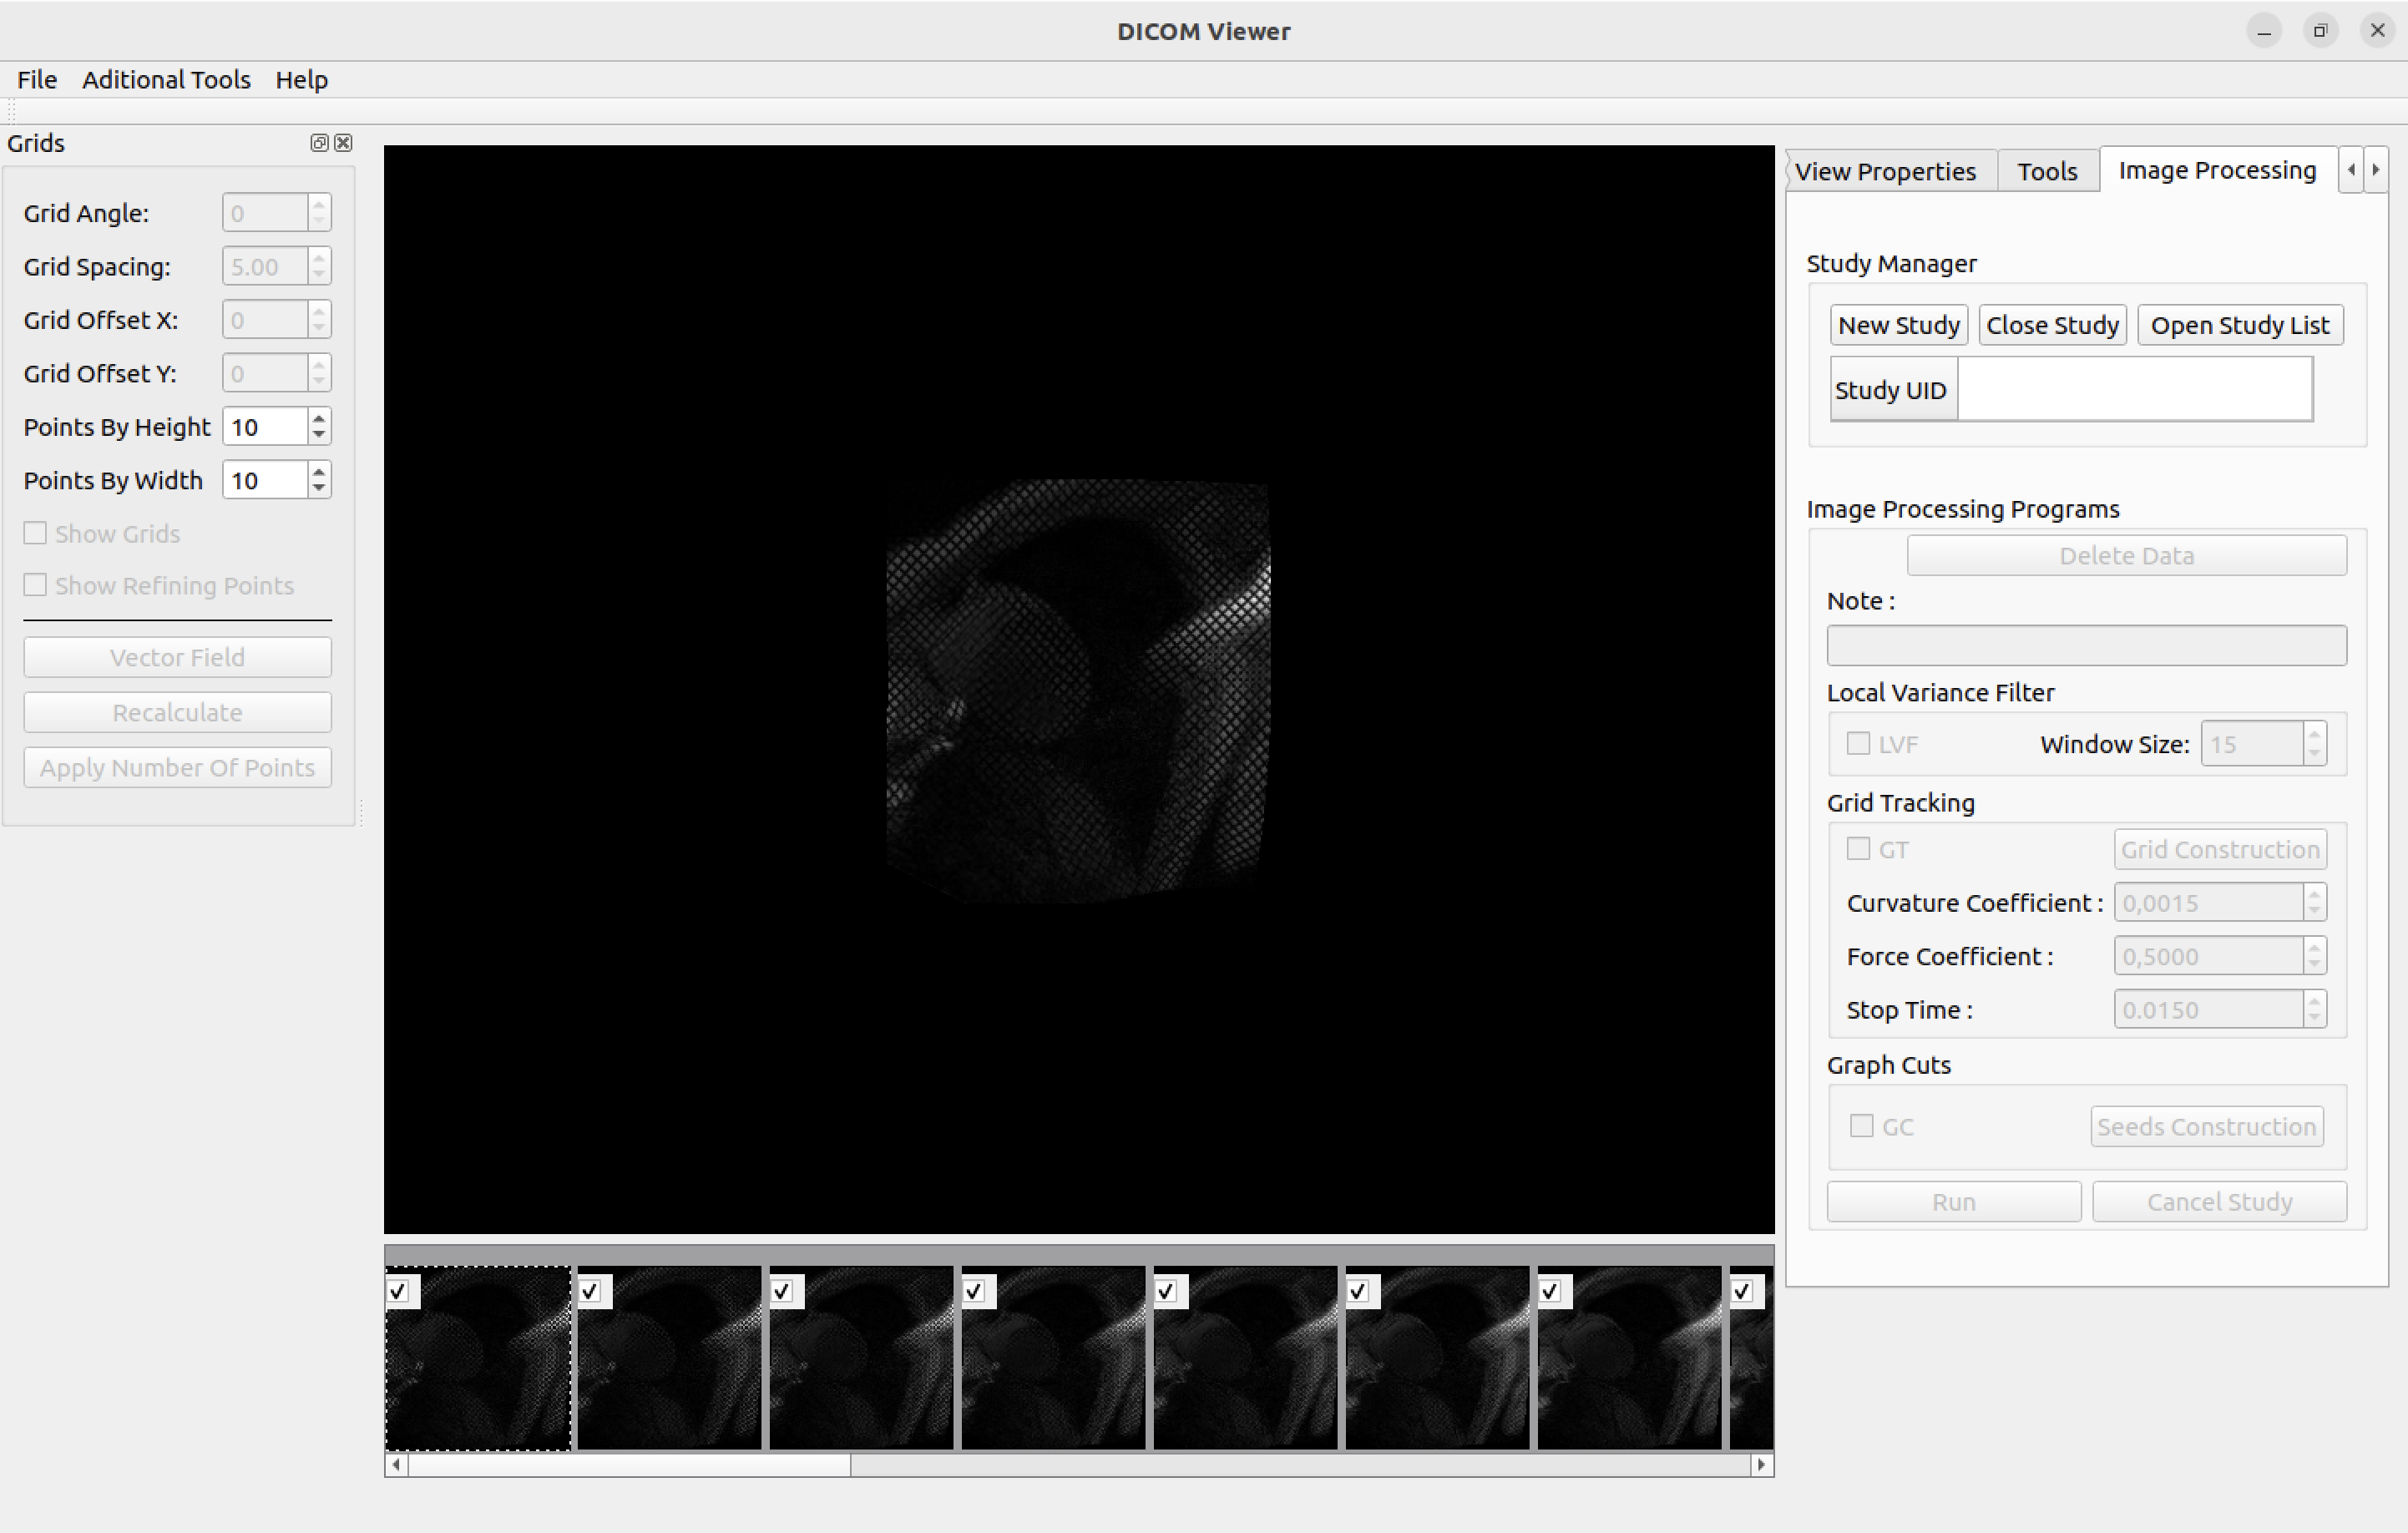 DICOM Viewer
File Aditional Tools Help
Grids
Grid Angle: 0
Grid Spacing: 5.00
Grid Offset X: 0
Grid Offset Y: 0
Points By Height 10
Points By Width 10
Show Grids
Show Refining Points
Vector Field
Recalculate
Apply Number Of Points
View Properties Tools Image Processing
Study Manager
New Study Close Study Open Study List
Study UID
Image Processing Programs
Delete Data
Note :
Local Variance Filter
LVF Window Size: 15
Grid Tracking
GT Grid Construction
Curvature Coefficient : 0,0015
Force Coefficient : 0,5000
Stop Time : 0.0150
Graph Cuts
GC Seeds Construction
Run Cancel Study